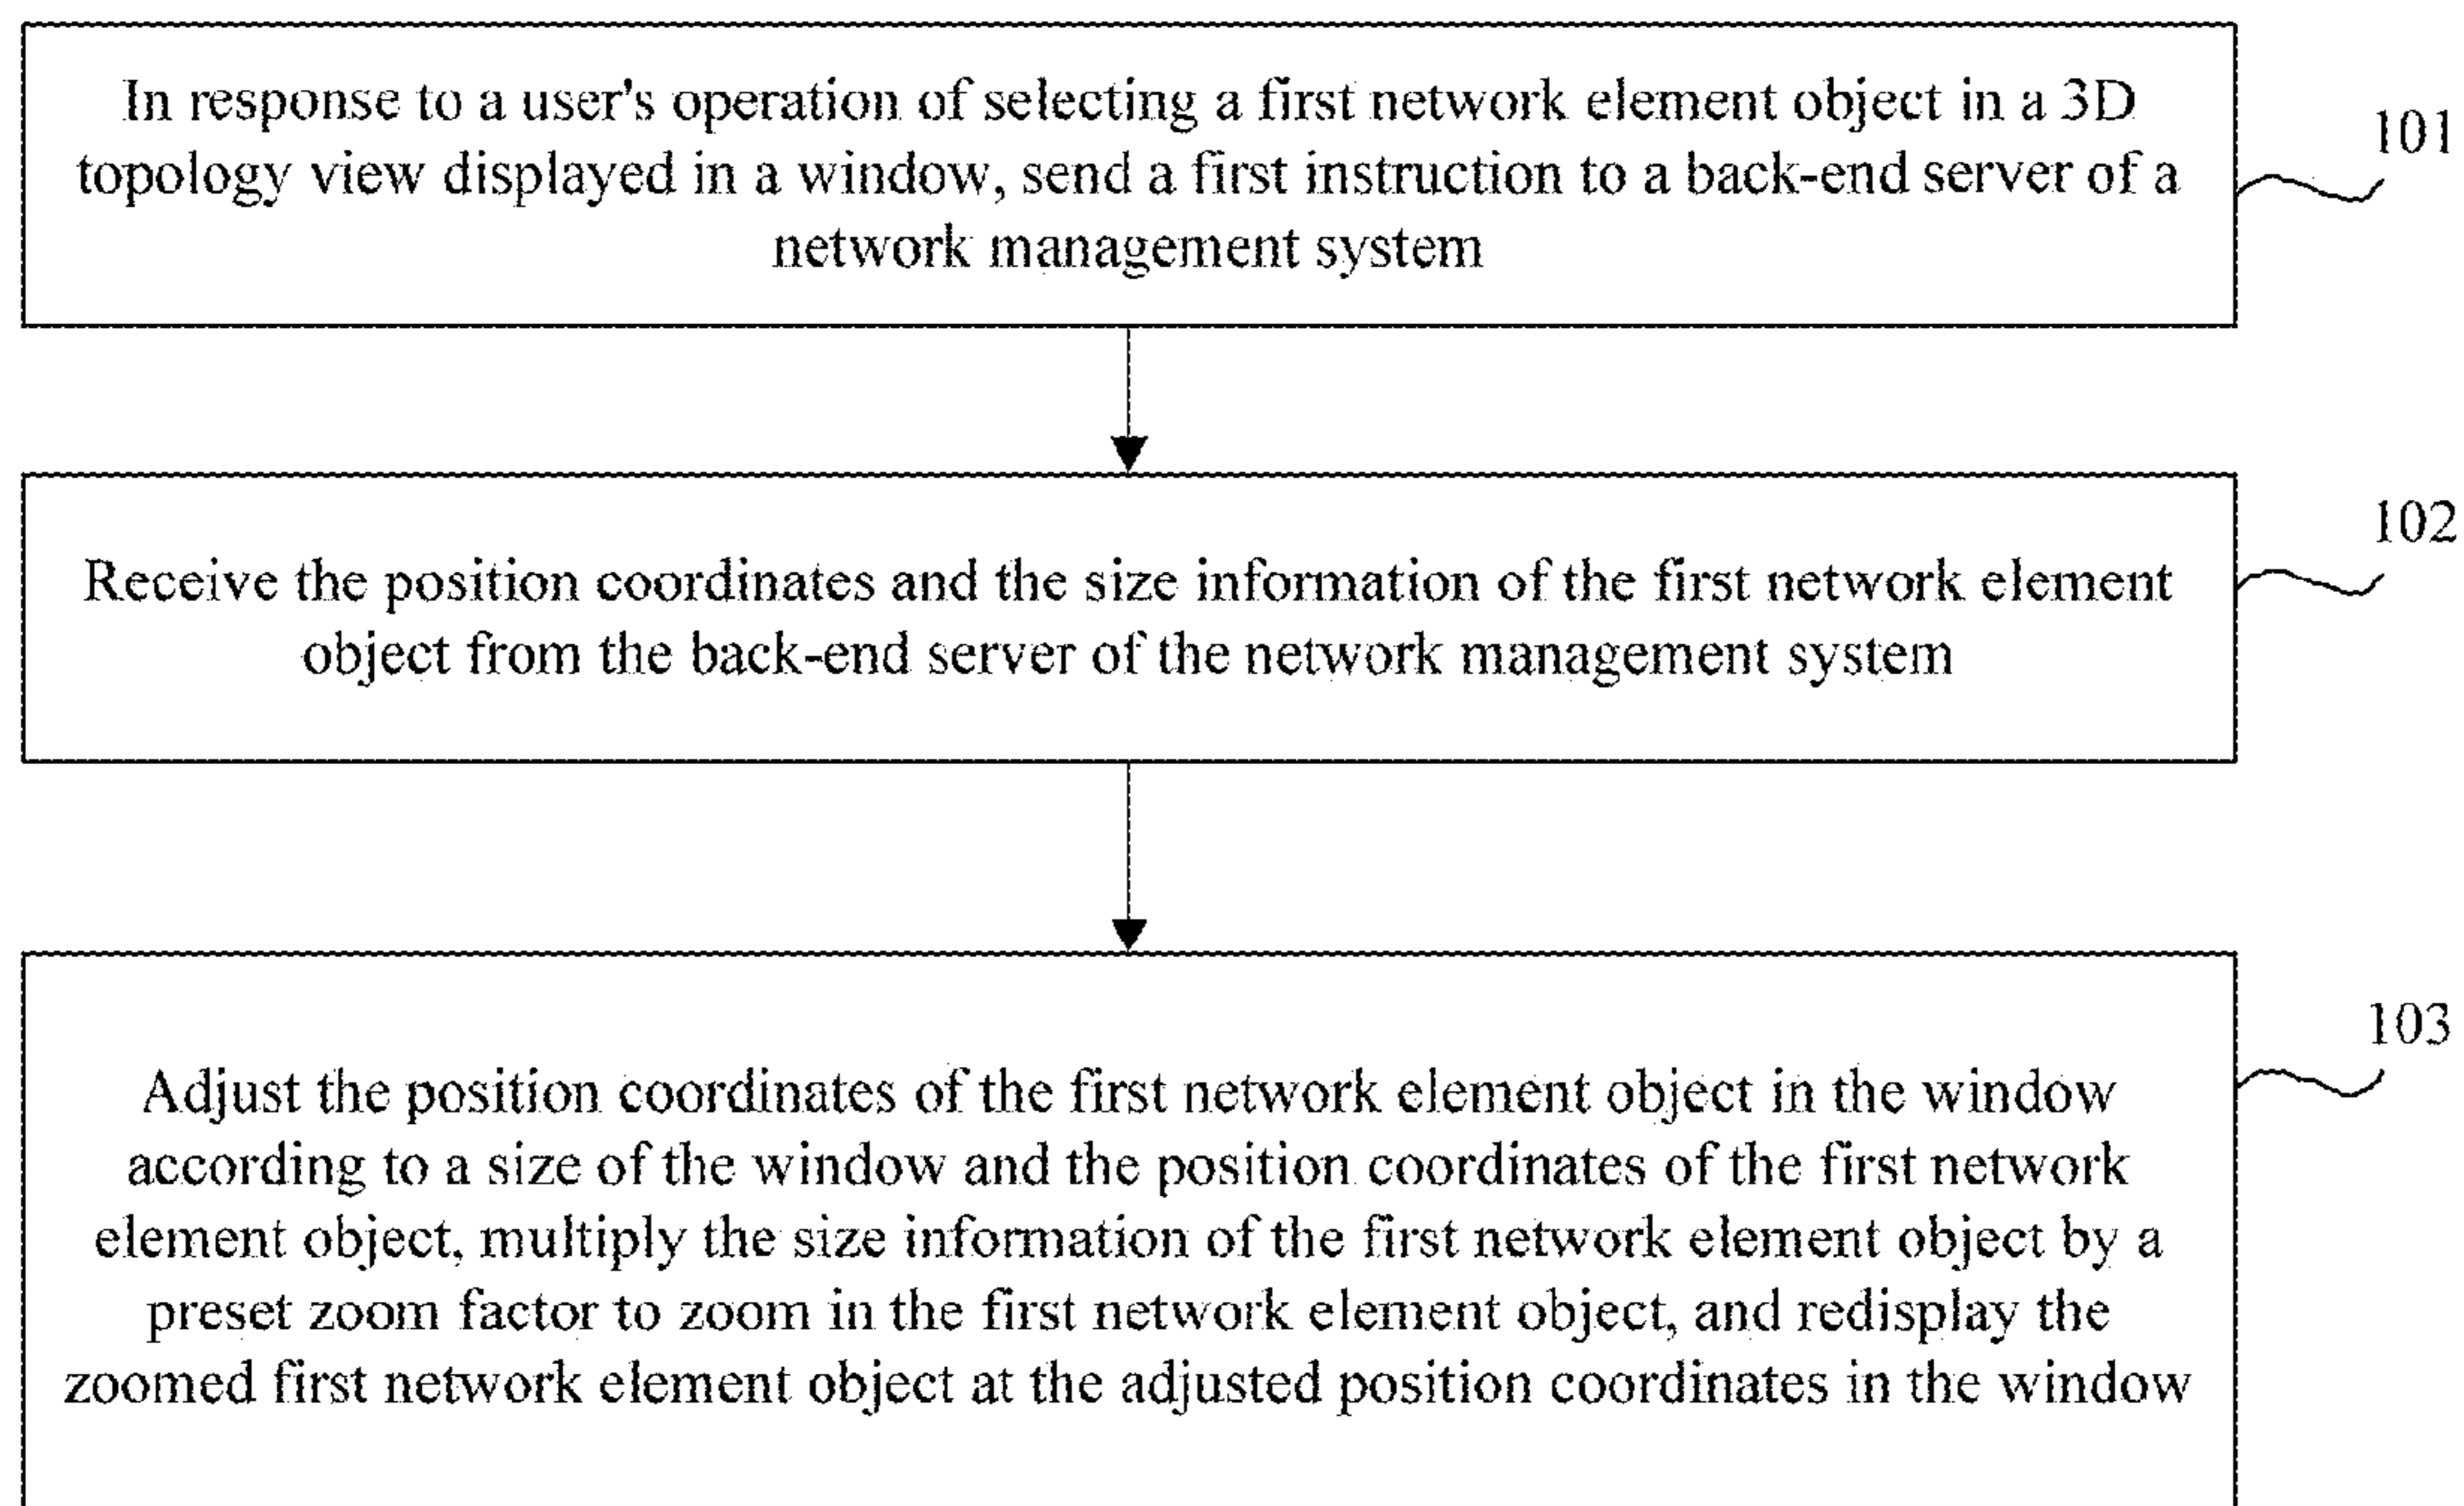 In response to a user's operation of selecting a first network element object in a 3D
topology view displayed in a window, send a first instruction to a back-end server of a
network management system
101
Receive the position coordinates and the size information of the first network element
object from the back-end server of the network management system
102
Adjust the position coordinates of the first network element object in the window
according to a size of the window and the position coordinates of the first network
element object, multiply the size information of the first network element object by a
preset zoom factor to zoom in the first network element object, and redisplay the
zoomed first network element object at the adjusted position coordinates in the window
103